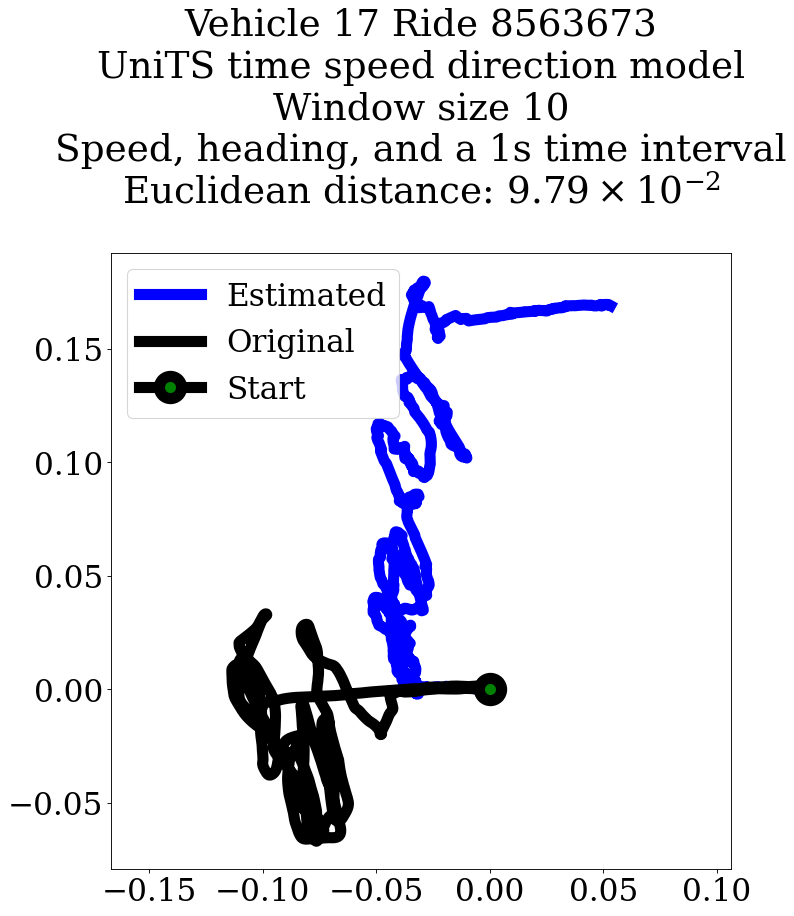 Vehicle 17 Ride 8563673
UniTS time speed direction model
Window size 10
Speed, heading, and a 1s time interval
Euclidean distance: 9.79 × 10⁻²
Estimated
Original
Start
0.15
0.10
0.05
0.00
−0.05
−0.15 −0.10 −0.05 0.00 0.05 0.10